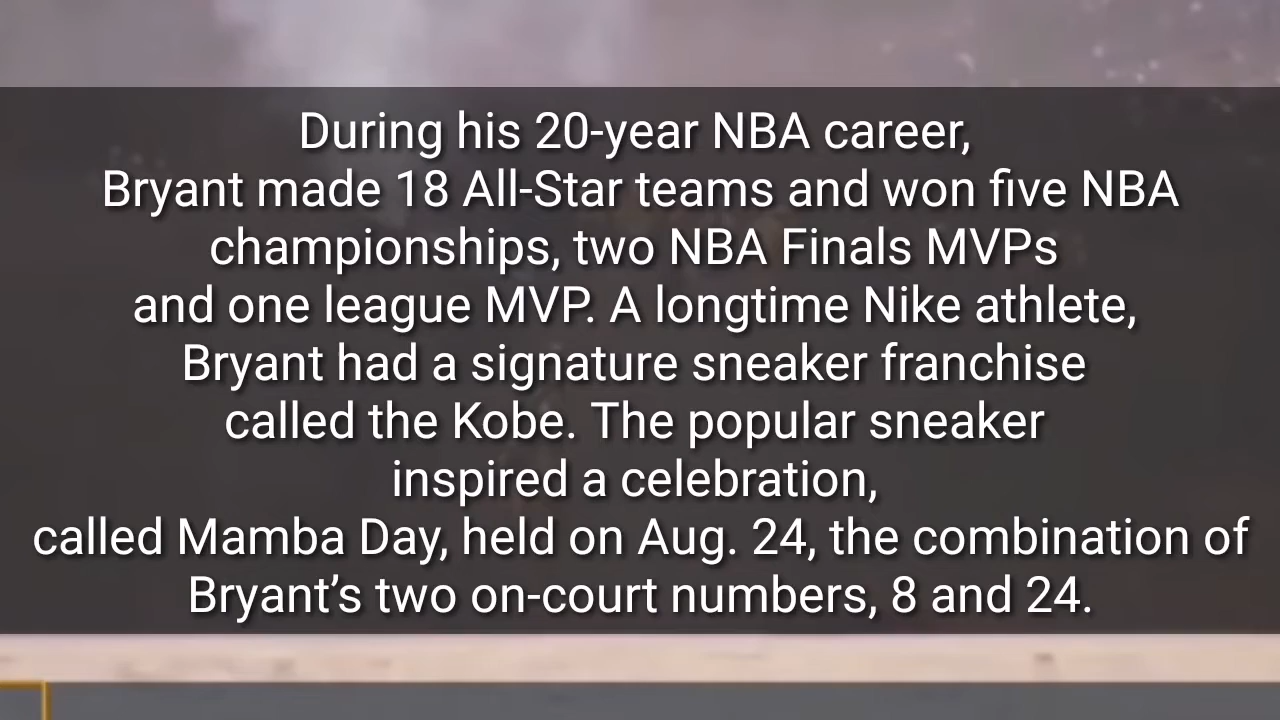 During his 20-year NBA career,
Bryant made 18 All-Star teams and won five NBA
championships, two NBA Finals MVPs
and one league MVP. A longtime Nike athlete,
Bryant had a signature sneaker franchise
called the Kobe. The popular sneaker
inspired a celebration,
called Mamba Day, held on Aug. 24, the combination of
Bryant’s two on-court numbers, 8 and 24.